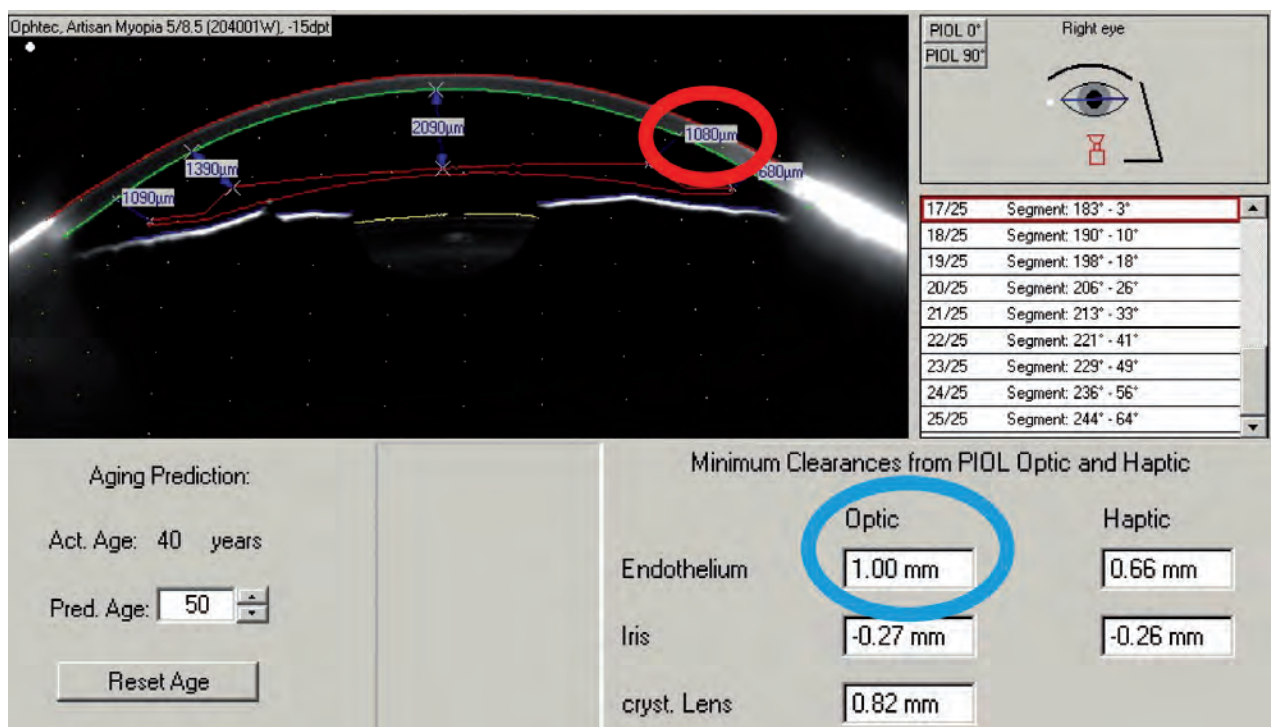 Ophtec, Artisan Myopia 5/8.5 (204001W), -15dpt
2090µm
1080µm
1390µm
680µm
1090µm
PIOL 0°
Right eye
PIOL 90°
17/25 Segment: 183° - 3°
18/25 Segment: 190° - 10°
19/25 Segment: 198° - 18°
20/25 Segment: 206° - 26°
21/25 Segment: 213° - 33°
22/25 Segment: 221° - 41°
23/25 Segment: 229° - 49°
24/25 Segment: 236° - 56°
25/25 Segment: 244° - 64°
Aging Prediction:
Act. Age: 40 years
Pred. Age: 50
Reset Age
Minimum Clearances from PIOL Optic and Haptic
Optic Haptic
Endothelium 1.00 mm 0.66 mm
Iris -0.27 mm -0.26 mm
cryst. Lens 0.82 mm